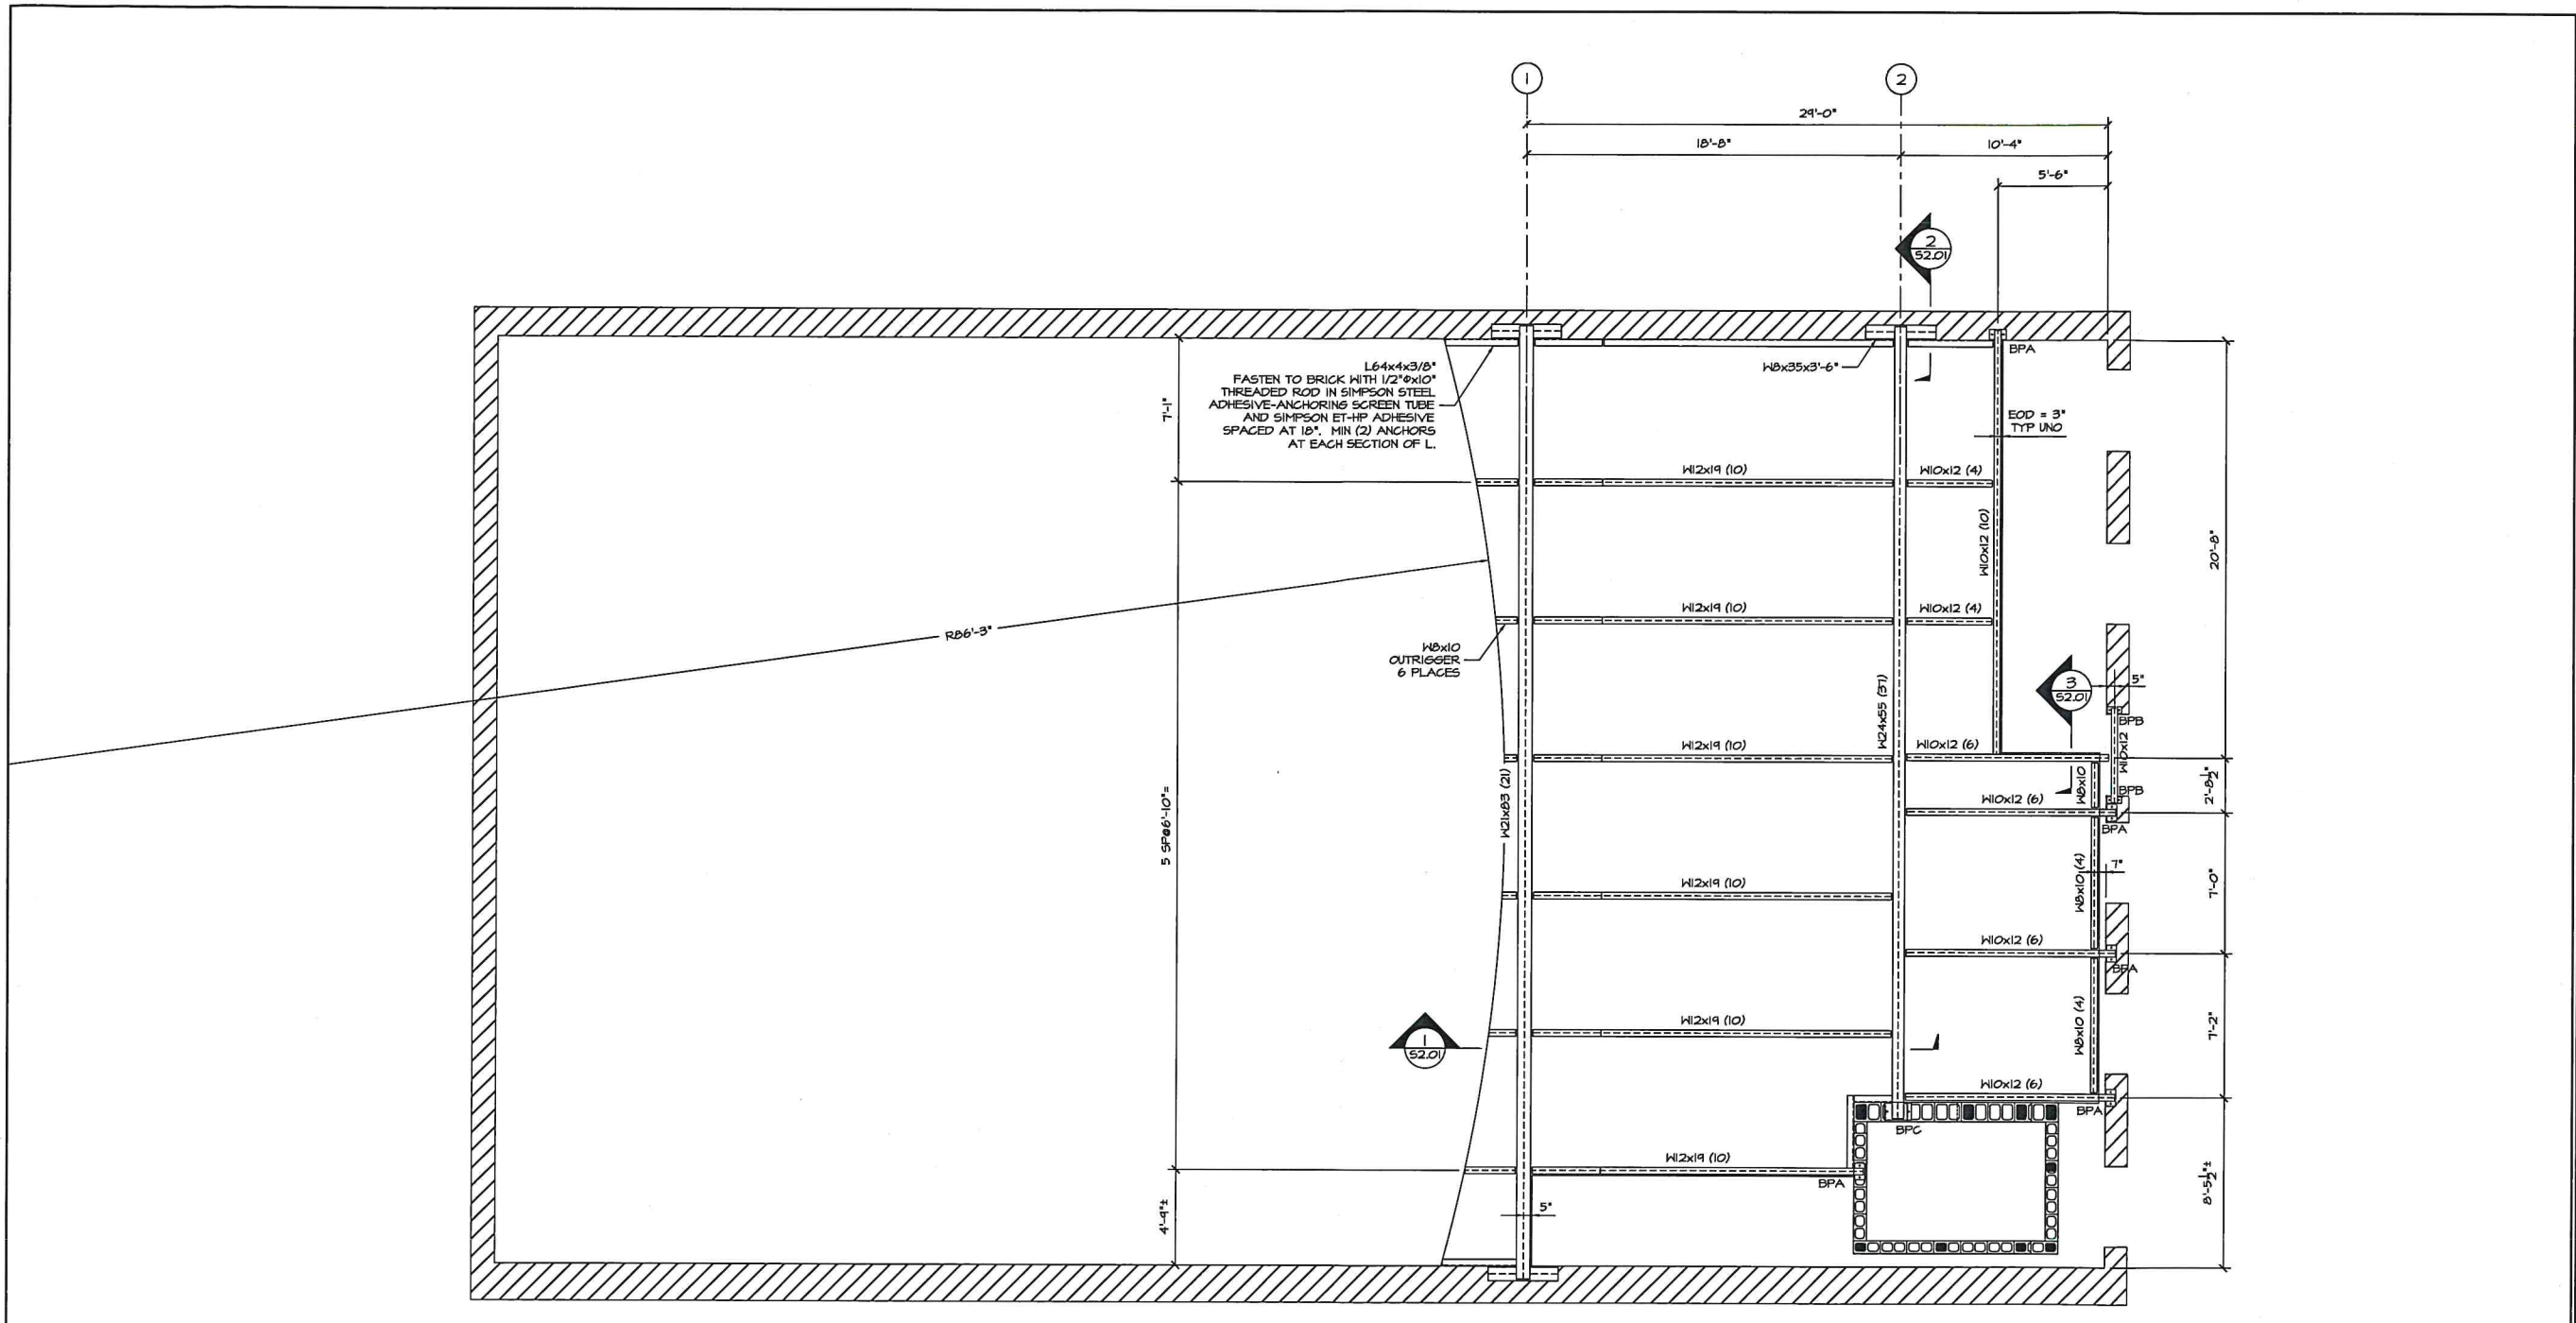 1
2
29'-0"
18'-8"
10'-4"
5'-6"
2
S2.01
L64x4x3/8"
FASTEN TO BRICK WITH 1/2"Φx10"
THREADED ROD IN SIMPSON STEEL
ADHESIVE-ANCHORING SCREEN TUBE
AND SIMPSON ET-HP ADHESIVE
SPACED AT 18". MIN (2) ANCHORS
AT EACH SECTION OF L.
W8x35x3'-6"
BPA
7'-1"
EOD = 3"
TYP UNO
W12x19 (10)
W10x12 (4)
W10x12 (10)
20'-8"
W12x19 (10)
W10x12 (4)
R86'-3"
W8x10
OUTRIGGER
6 PLACES
3
S2.01
5"
BPB
W10x12
W24x55 (37)
W12x19 (10)
W10x12 (6)
W8x10
2'-8 1/2"
BPB
W10x12 (6)
BPA
W21x83 (21)
5 SP@6'-10"=
W12x19 (10)
W8x10 (4)
7"
7'-0"
W10x12 (6)
BPA
1
S2.01
W12x19 (10)
W8x10 (4)
7'-2"
W10x12 (6)
BPA
BPC
W12x19 (10)
BPA
4'-9"±
5"
8'-5 1/2"±